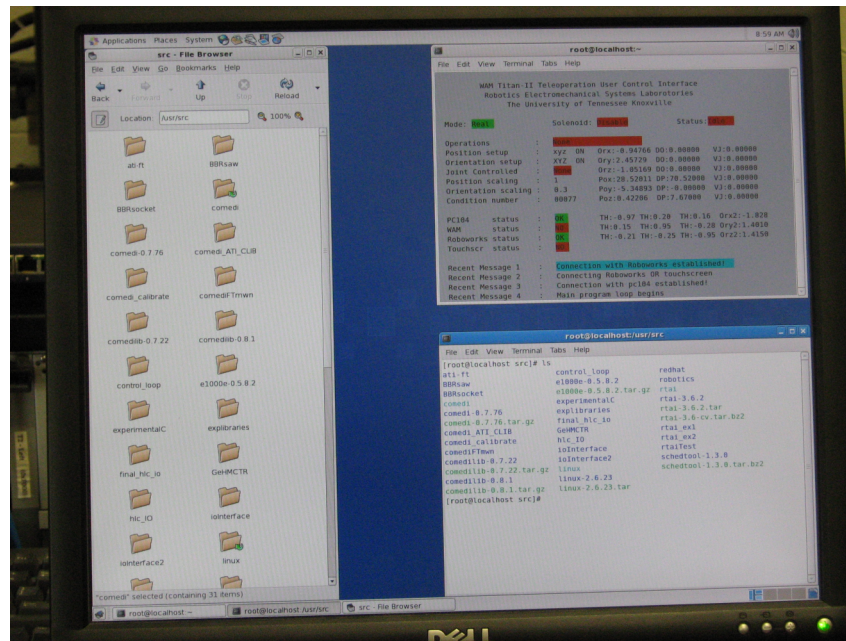 Applications Places System
8:59 AM
src - File Browser
File Edit View Go Bookmarks Help
Back Forward Up Stop Reload
Location: /usr/src 100%
ati-ft BBRsaw
BBRsocket comedi
comedi-0.7.76 comedi_ATI_CLIB
comedi_calibrate comediFTmwn
comedilib-0.7.22 comedilib-0.8.1
control_loop e1000e-0.5.8.2
experimentalC explibraries
final_hlc_io GeHMCTR
hlc_IO ioInterface
ioInterface2 linux
"comedi" selected (containing 31 items)
root@localhost:~
File Edit View Terminal Tabs Help
WAM Titan-II Teleoperation User Control Interface
Robotics Electromechanical Systems Laboratories
The University of Tennessee Knoxville
Mode: Real Solenoid: Disable Status:
Operations :
Position setup : xyz ON Orx:-0.94766 DO:0.00000 VJ:0.00000
Orientation setup : XYZ ON Ory:2.45729 DO:0.00000 VJ:0.00000
Joint Controlled : None Orz:-1.05169 DO:0.00000 VJ:0.00000
Position scaling : 1 Pox:20.52011 DP:70.52000 VJ:0.00000
Orientation scaling : 0.3 Poy:-5.34893 DP:-0.00000 VJ:0.00000
Condition number : 00077 Poz:0.42206 DP:7.67000 VJ:0.00000
PC104 status : OK TH:-0.97 TH:0.20 TH:0.16 Orx2:-1.828
WAM status : NO TH:0.15 TH:0.95 TH:-0.28 Ory2:1.4010
Roboworks status : OK TH:-0.21 TH:-0.25 TH:-0.95 Orz2:1.4150
Touchscr status : NO
Recent Message 1 : Connection with Roboworks established!
Recent Message 2 : Connecting Roboworks OR touchscreen
Recent Message 3 : Connection with pc104 established!
Recent Message 4 : Main program loop begins
root@localhost:/usr/src
File Edit View Terminal Tabs Help
[root@localhost src]# ls
ati-ft control_loop redhat
BBRsaw e1000e-0.5.8.2 robotics
BBRsocket e1000e-0.5.8.2.tar.gz rtai
comedi experimentalC rtai-3.6.2
comedi-0.7.76 explibraries rtai-3.6.2.tar
comedi-0.7.76.tar.gz final_hlc_io rtai-3.6-cv.tar.bz2
comedi_ATI_CLIB GeHMCTR rtai_ex1
comedi_calibrate hlc_IO rtai_ex2
comediFTmwn ioInterface rtaiTest
comedilib-0.7.22 ioInterface2 schedtool-1.3.0
comedilib-0.7.22.tar.gz linux schedtool-1.3.0.tar.bz2
comedilib-0.8.1 linux-2.6.23
comedilib-0.8.1.tar.gz linux-2.6.23.tar
[root@localhost src]#
root@localhost:~ root@localhost:/usr/src src - File Browser
DELL